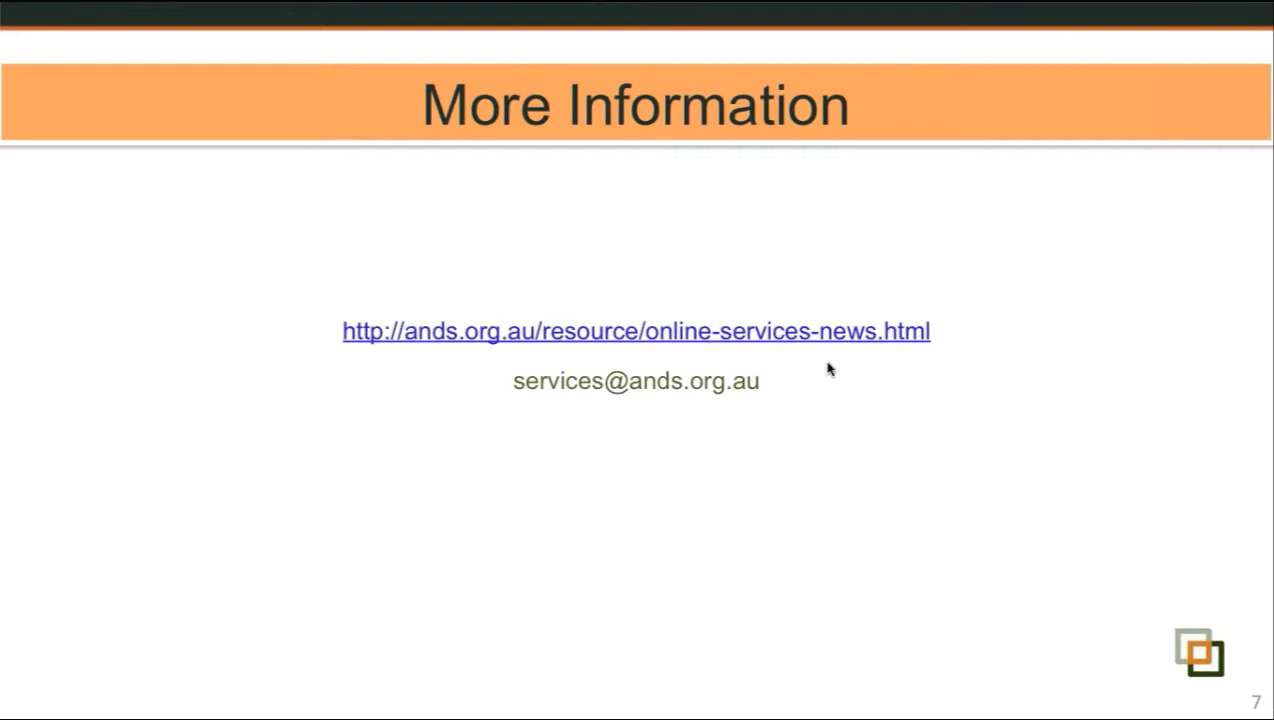 More Information
http://ands.org.au/resource/online-services-news.html
services@ands.org.au
7